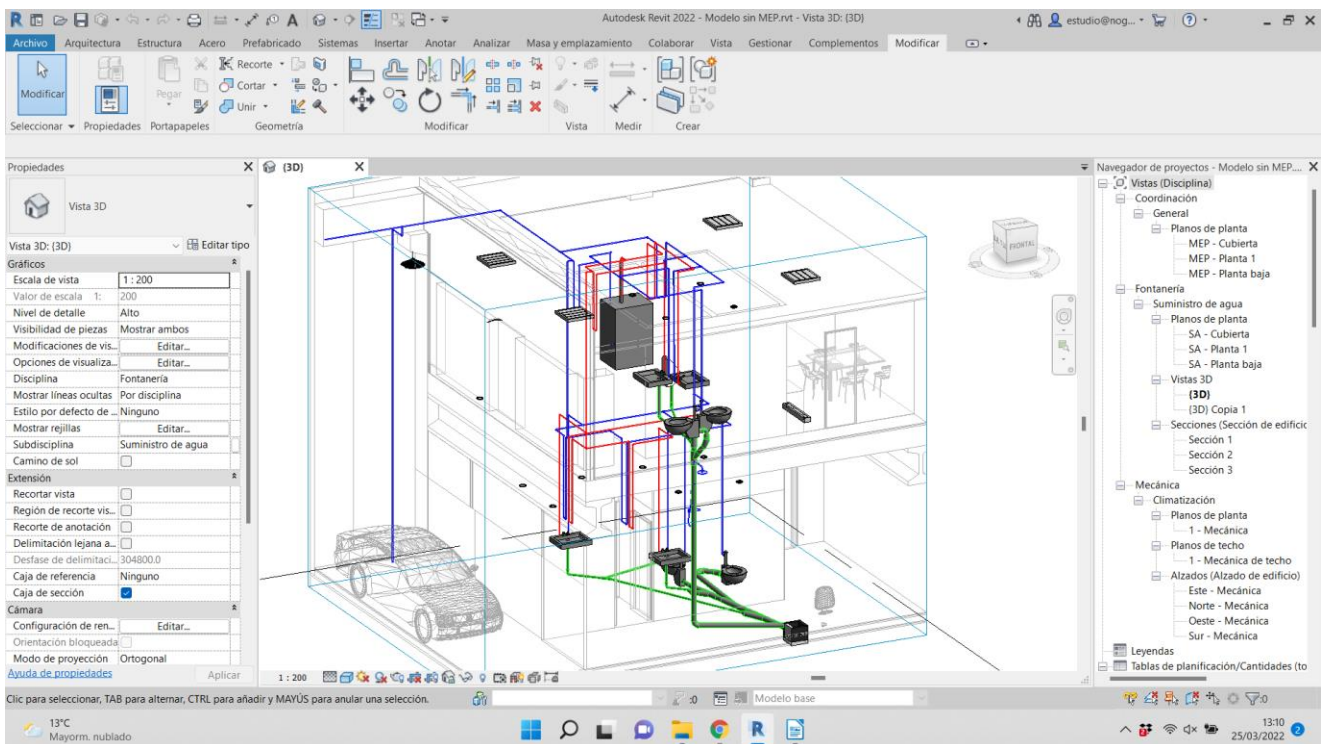 Autodesk Revit 2022 - Modelo sin MEP.rvt - Vista 3D: {3D}
estudio@nog...
Archivo Arquitectura Estructura Acero Prefabricado Sistemas Insertar Anotar Analizar Masa y emplazamiento Colaborar Vista Gestionar Complementos Modificar
Modificar
Pegar
Recorte
Cortar
Unir
Seleccionar Propiedades Portapapeles Geometría Modificar Vista Medir Crear
Propiedades
Vista 3D
Vista 3D: {3D} Editar tipo
Gráficos
Escala de vista 1 : 200
Valor de escala 1: 200
Nivel de detalle Alto
Visibilidad de piezas Mostrar ambos
Modificaciones de vis... Editar...
Opciones de visualiza... Editar...
Disciplina Fontanería
Mostrar líneas ocultas Por disciplina
Estilo por defecto de ... Ninguno
Mostrar rejillas Editar...
Subdisciplina Suministro de agua
Camino de sol
Extensión
Recortar vista
Región de recorte vis...
Recorte de anotación
Delimitación lejana a...
Desfase de delimitaci... 304800.0
Caja de referencia Ninguno
Caja de sección
Cámara
Configuración de ren... Editar...
Orientación bloqueada
Modo de proyección Ortogonal
Ayuda de propiedades Aplicar
{3D}
FRONTAL
1 : 200
Navegador de proyectos - Modelo sin MEP....
Vistas (Disciplina)
Coordinación
General
Planos de planta
MEP - Cubierta
MEP - Planta 1
MEP - Planta baja
Fontanería
Suministro de agua
Planos de planta
SA - Cubierta
SA - Planta 1
SA - Planta baja
Vistas 3D
{3D}
{3D} Copia 1
Secciones (Sección de edificio
Sección 1
Sección 2
Sección 3
Mecánica
Climatización
Planos de planta
1 - Mecánica
Planos de techo
1 - Mecánica de techo
Alzados (Alzado de edificio)
Este - Mecánica
Norte - Mecánica
Oeste - Mecánica
Sur - Mecánica
Leyendas
Tablas de planificación/Cantidades (to
Clic para seleccionar, TAB para alternar, CTRL para añadir y MAYÚS para anular una selección.
:0
Modelo base
:0
13°C
Mayorm. nublado
13:10
25/03/2022
2